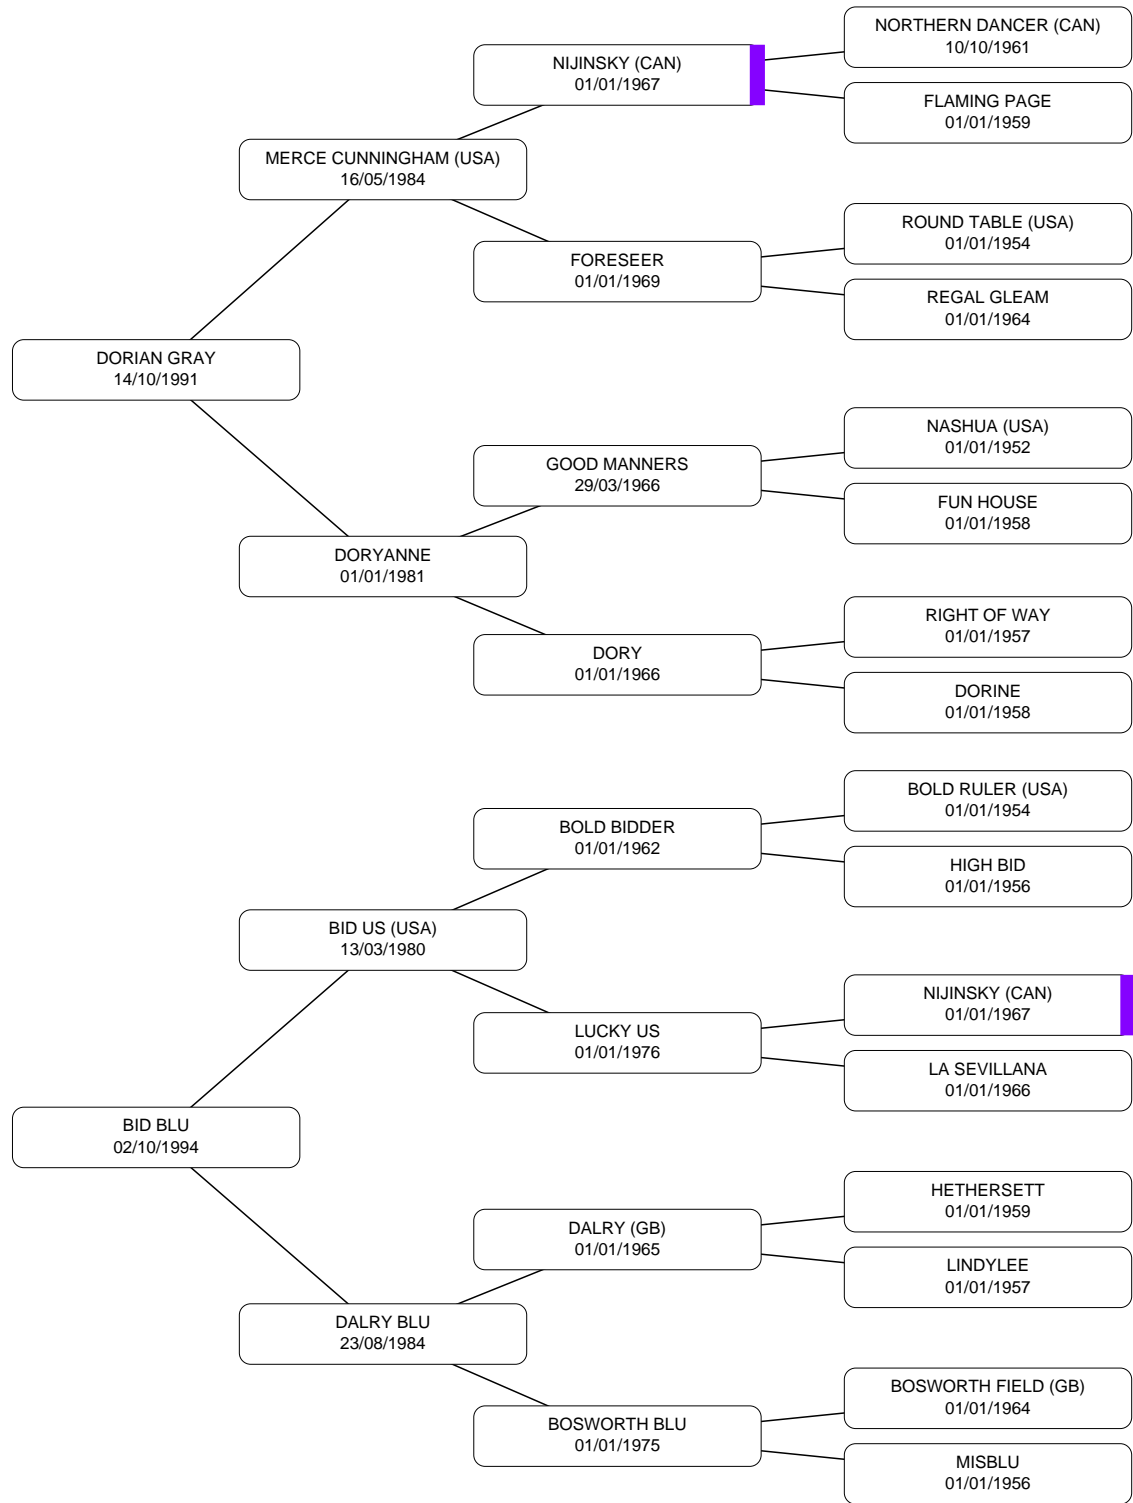 NORTHERN DANCER (CAN)
10/10/1961
NIJINSKY (CAN)
01/01/1967
FLAMING PAGE
01/01/1959
MERCE CUNNINGHAM (USA)
16/05/1984
ROUND TABLE (USA)
01/01/1954
FORESEER
01/01/1969
REGAL GLEAM
01/01/1964
DORIAN GRAY
14/10/1991
NASHUA (USA)
01/01/1952
GOOD MANNERS
29/03/1966
FUN HOUSE
01/01/1958
DORYANNE
01/01/1981
RIGHT OF WAY
01/01/1957
DORY
01/01/1966
DORINE
01/01/1958
BOLD RULER (USA)
01/01/1954
BOLD BIDDER
01/01/1962
HIGH BID
01/01/1956
BID US (USA)
13/03/1980
NIJINSKY (CAN)
01/01/1967
LUCKY US
01/01/1976
LA SEVILLANA
01/01/1966
BID BLU
02/10/1994
HETHERSETT
01/01/1959
DALRY (GB)
01/01/1965
LINDYLEE
01/01/1957
DALRY BLU
23/08/1984
BOSWORTH FIELD (GB)
01/01/1964
BOSWORTH BLU
01/01/1975
MISBLU
01/01/1956